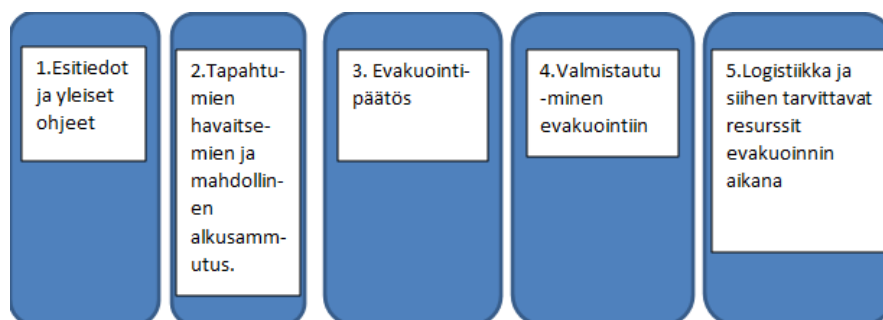 1.Esitiedot
ja yleiset
ohjeet
2.Tapahtu-
mien
havaitse-
mien ja
mahdollin-
en
alkusamm-
utus.
3. Evakuointi-
päätös
4.Valmistautu
-minen
evakuointiin
5.Logistiikka ja
siihen tarvittavat
resurssit
evakuoinnin
aikana